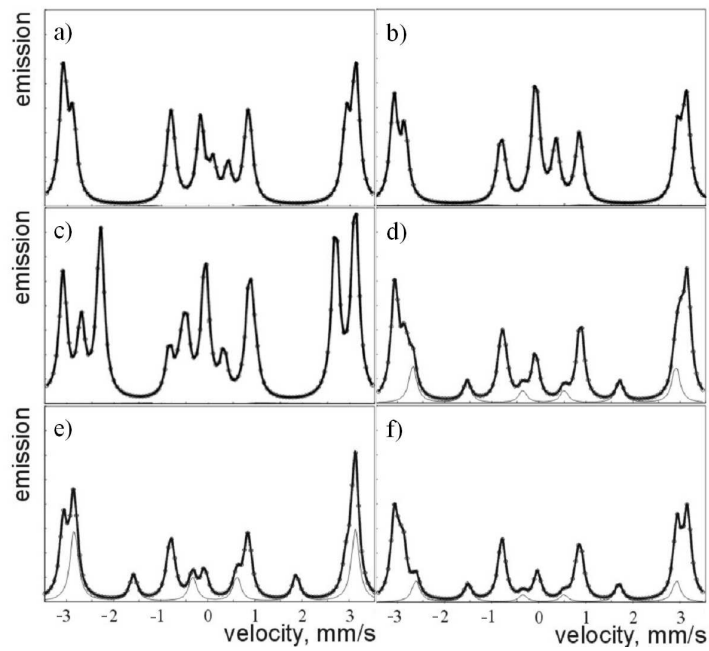 a)
b)
emission
c)
d)
emission
e)
f)
emission
-3 -2 -1 0 1 2 3
-3 -2 -1 0 1 2 3
velocity, mm/s
velocity, mm/s